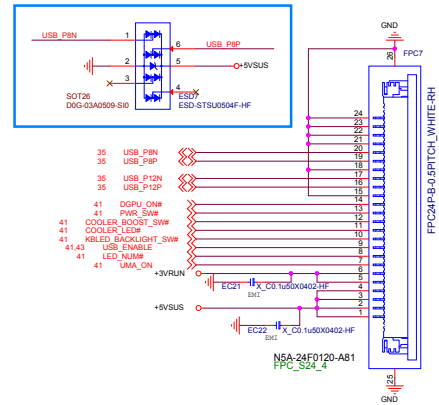 USB_P8N
1
6
USB_P8P
2
5
+5VSUS
3
4
SOT26
D0G-03A0509-SI0
ESD7
ESD-STSU0504F-HF
GND
26
FPC7
FPC24P-B-0.5PITCH_WHITE-RH
24
23
22
21
35 USB_P8N 20
35 USB_P8P 19
18
35 USB_P12N 17
35 USB_P12P 16
15
41 DGPU_ON# 14
41 PWR_SW# 13
41 COOLER_BOOST_SW# 12
41 COOLER_LED# 11
41 KBLED_BACKLIGHT_SW# 10
41,43 USB_ENABLE 9
41 LED_NUM# 8
41 UMA_ON 7
+3VRUN 6
5
EC21 X_C0.1u50X0402-HF 4
EMI
3
+5VSUS 2
1
EC22 X_C0.1u50X0402-HF
EMI
N5A-24F0120-A81
FPC_S24_4
25
GND